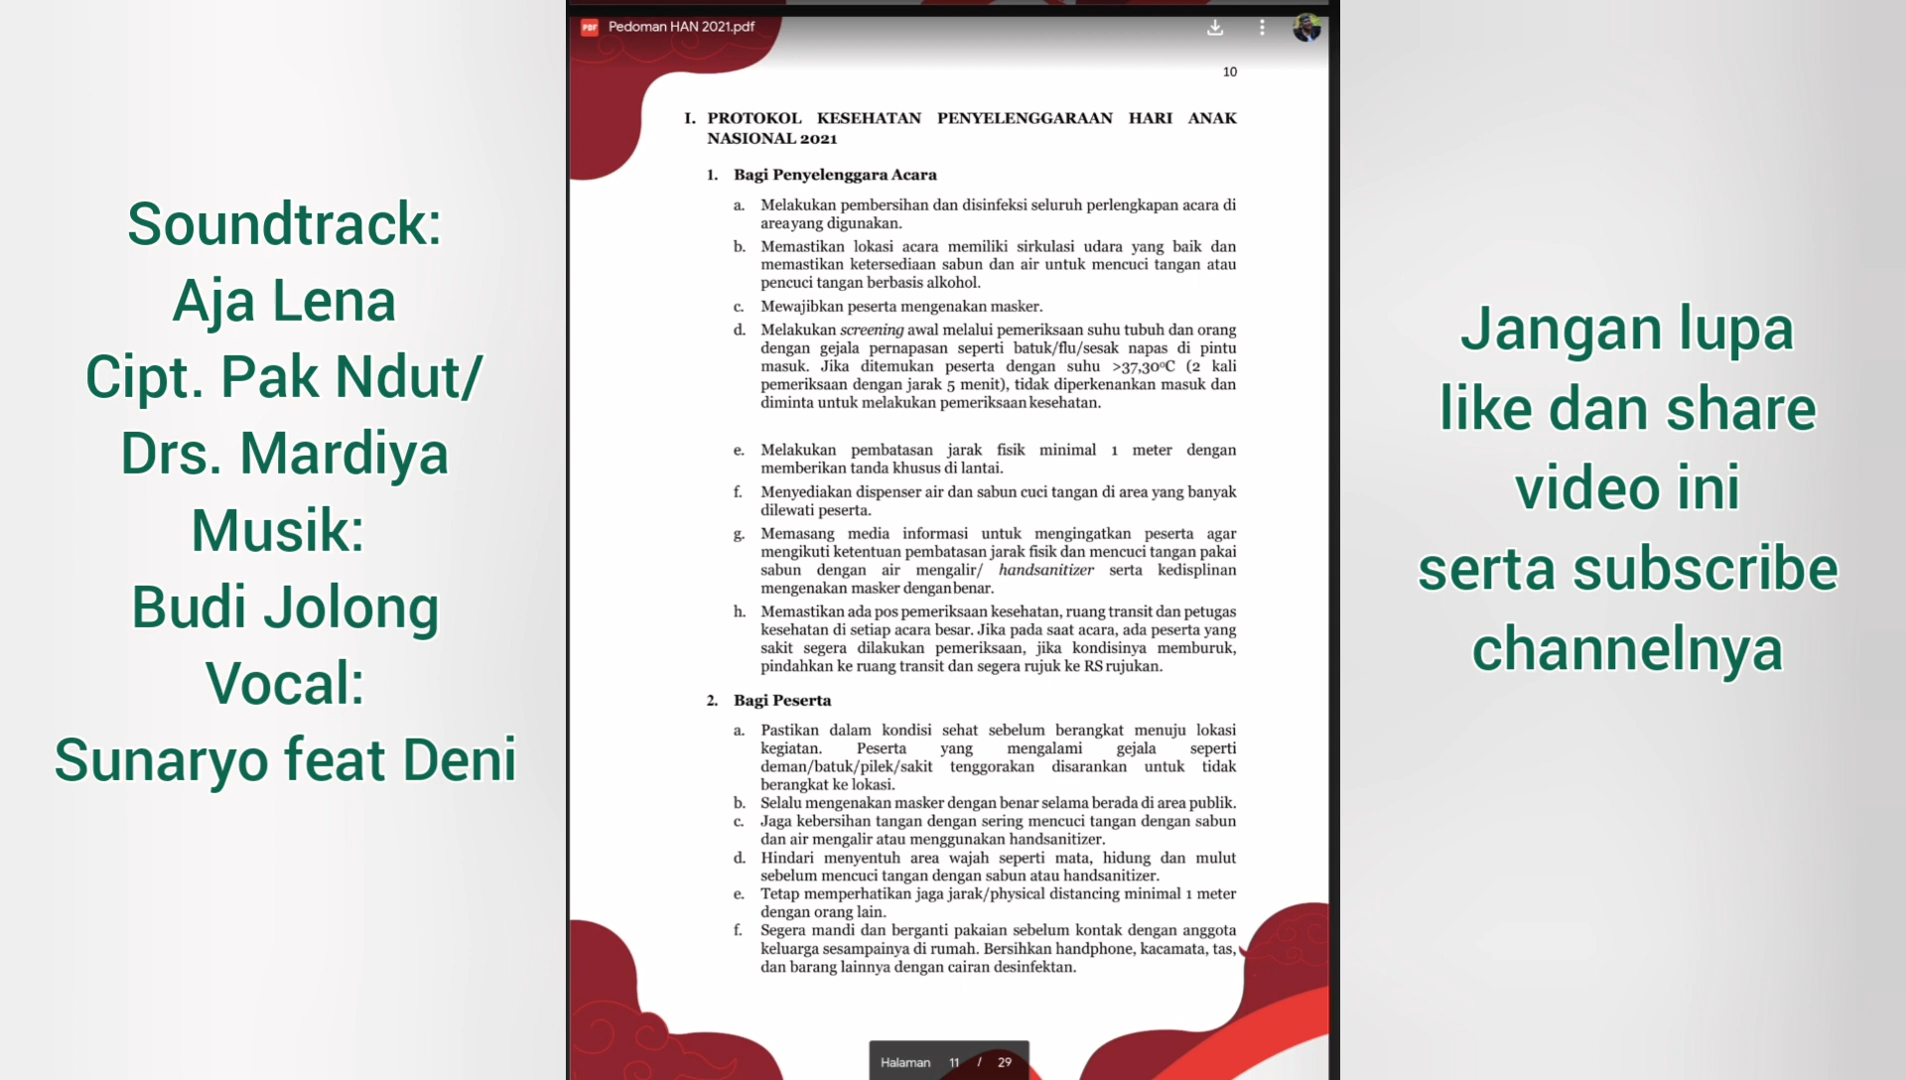 Soundtrack:
Aja Lena
Cipt. Pak Ndut/
Drs. Mardiya
Musik:
Budi Jolong
Vocal:
Sunaryo feat Deni
PDF Pedoman HAN 2021.pdf
10
I. PROTOKOL KESEHATAN PENYELENGGARAAN HARI ANAK
NASIONAL 2021
1. Bagi Penyelenggara Acara
a. Melakukan pembersihan dan disinfeksi seluruh perlengkapan acara di
areayang digunakan.
b. Memastikan lokasi acara memiliki sirkulasi udara yang baik dan
memastikan ketersediaan sabun dan air untuk mencuci tangan atau
pencuci tangan berbasis alkohol.
c. Mewajibkan peserta mengenakan masker.
d. Melakukan screening awal melalui pemeriksaan suhu tubuh dan orang
dengan gejala pernapasan seperti batuk/flu/sesak napas di pintu
masuk. Jika ditemukan peserta dengan suhu >37,30ºC (2 kali
pemeriksaan dengan jarak 5 menit), tidak diperkenankan masuk dan
diminta untuk melakukan pemeriksaan kesehatan.
e. Melakukan pembatasan jarak fisik minimal 1 meter dengan
memberikan tanda khusus di lantai.
f. Menyediakan dispenser air dan sabun cuci tangan di area yang banyak
dilewati peserta.
g. Memasang media informasi untuk mengingatkan peserta agar
mengikuti ketentuan pembatasan jarak fisik dan mencuci tangan pakai
sabun dengan air mengalir/ handsanitizer serta kedisplinan
mengenakan masker dengan benar.
h. Memastikan ada pos pemeriksaan kesehatan, ruang transit dan petugas
kesehatan di setiap acara besar. Jika pada saat acara, ada peserta yang
sakit segera dilakukan pemeriksaan, jika kondisinya memburuk,
pindahkan ke ruang transit dan segera rujuk ke RS rujukan.
2. Bagi Peserta
a. Pastikan dalam kondisi sehat sebelum berangkat menuju lokasi
kegiatan. Peserta yang mengalami gejala seperti
deman/batuk/pilek/sakit tenggorakan disarankan untuk tidak
berangkat ke lokasi.
b. Selalu mengenakan masker dengan benar selama berada di area publik.
c. Jaga kebersihan tangan dengan sering mencuci tangan dengan sabun
dan air mengalir atau menggunakan handsanitizer.
d. Hindari menyentuh area wajah seperti mata, hidung dan mulut
sebelum mencuci tangan dengan sabun atau handsanitizer.
e. Tetap memperhatikan jaga jarak/physical distancing minimal 1 meter
dengan orang lain.
f. Segera mandi dan berganti pakaian sebelum kontak dengan anggota
keluarga sesampainya di rumah. Bersihkan handphone, kacamata, tas,
dan barang lainnya dengan cairan desinfektan.
Halaman 11 / 29
Jangan lupa
like dan share
video ini
serta subscribe
channelnya